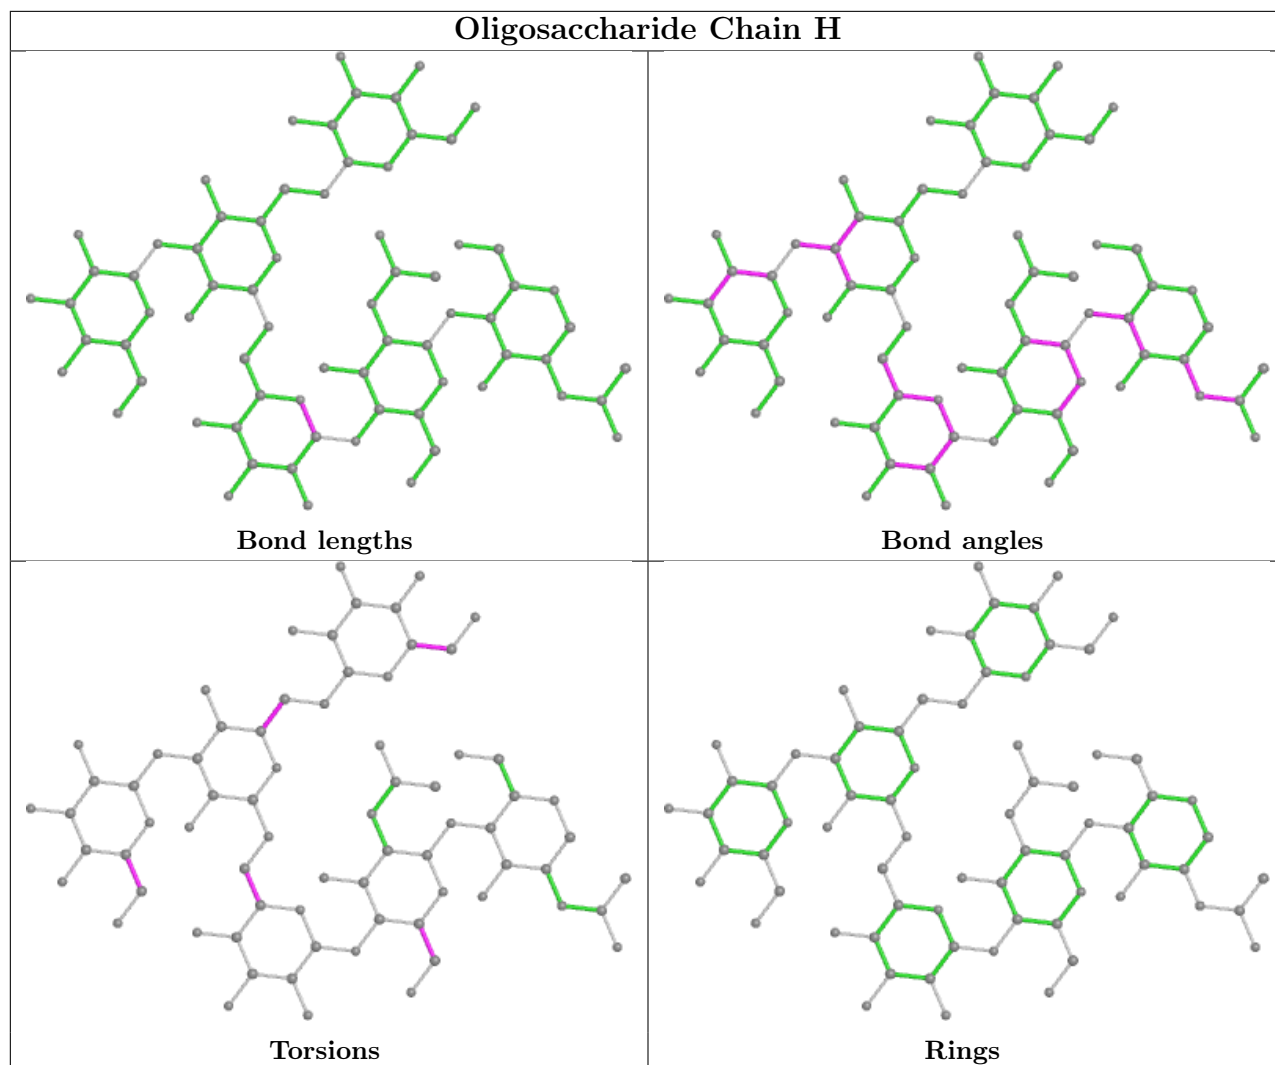 Oligosaccharide Chain H
Bond lengths
Bond angles
Torsions
Rings